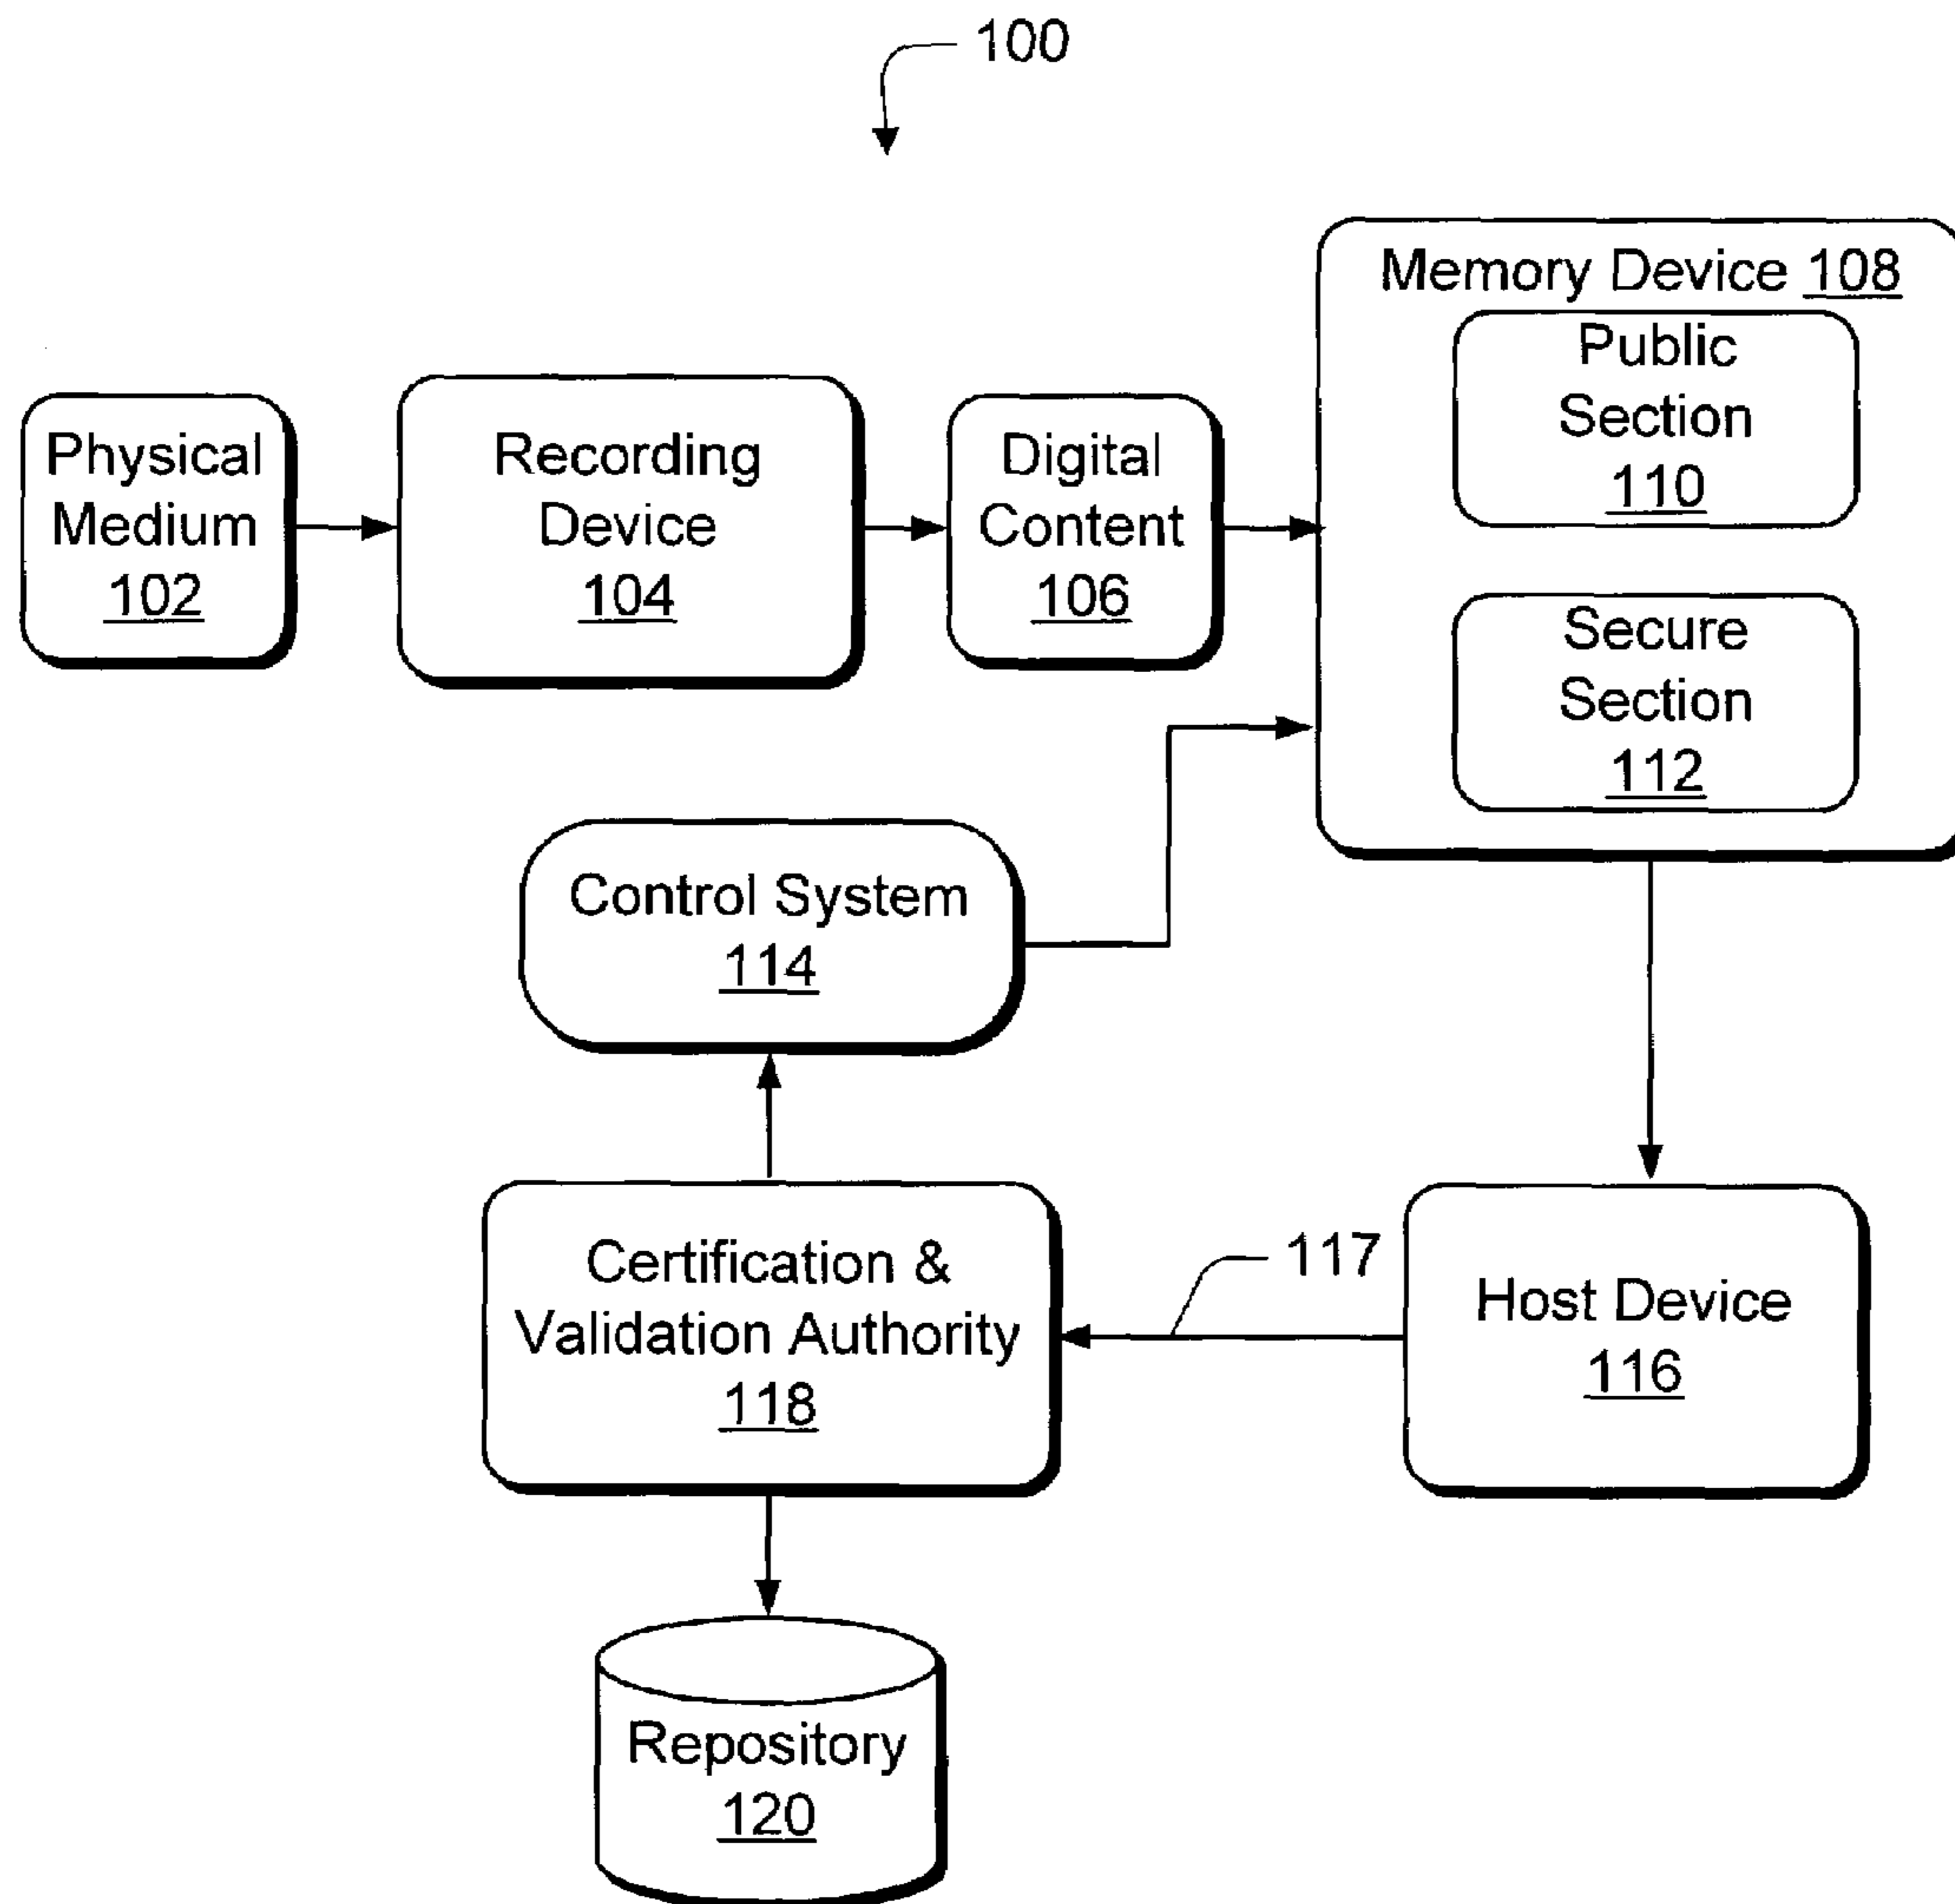 100
Memory Device 108
Public
Section
110
Physical
Medium
102
Recording
Device
104
Digital
Content
106
Secure
Section
112
Control System
114
Certification &
Validation Authority
118
117
Host Device
116
Repository
120